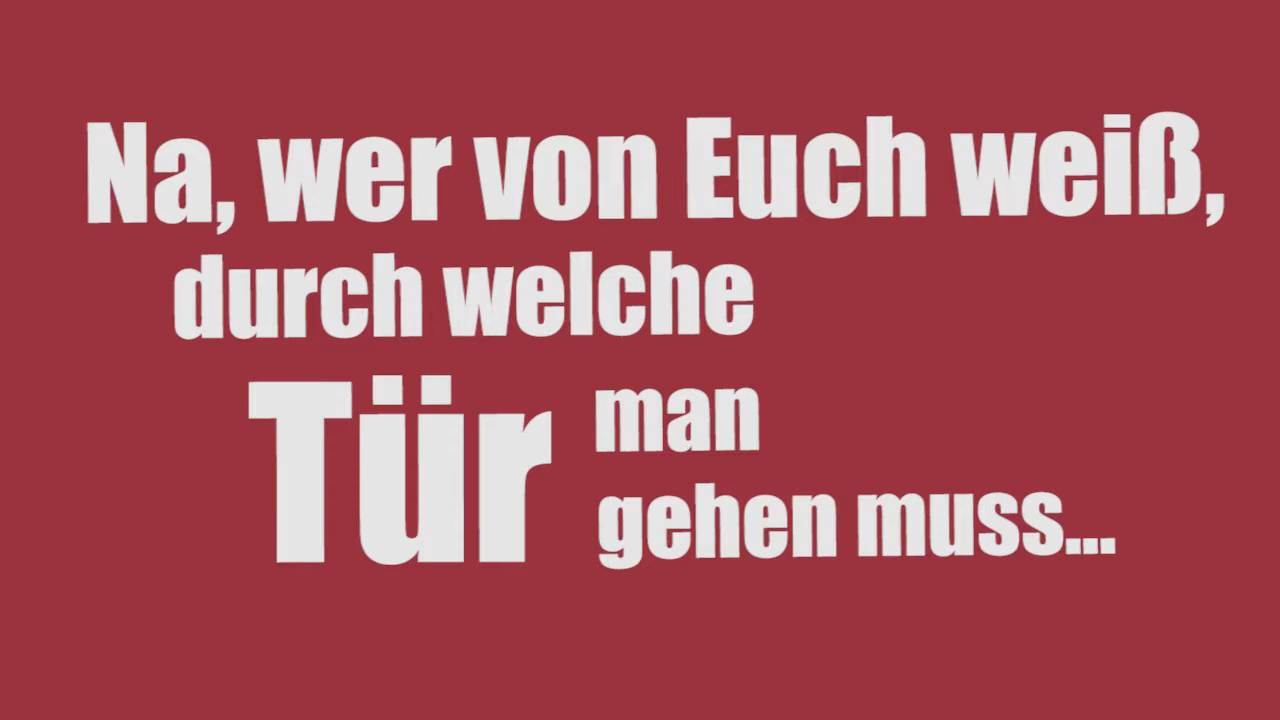 Na, wer von Euch weiß,
durch welche
Tür man
gehen muss...